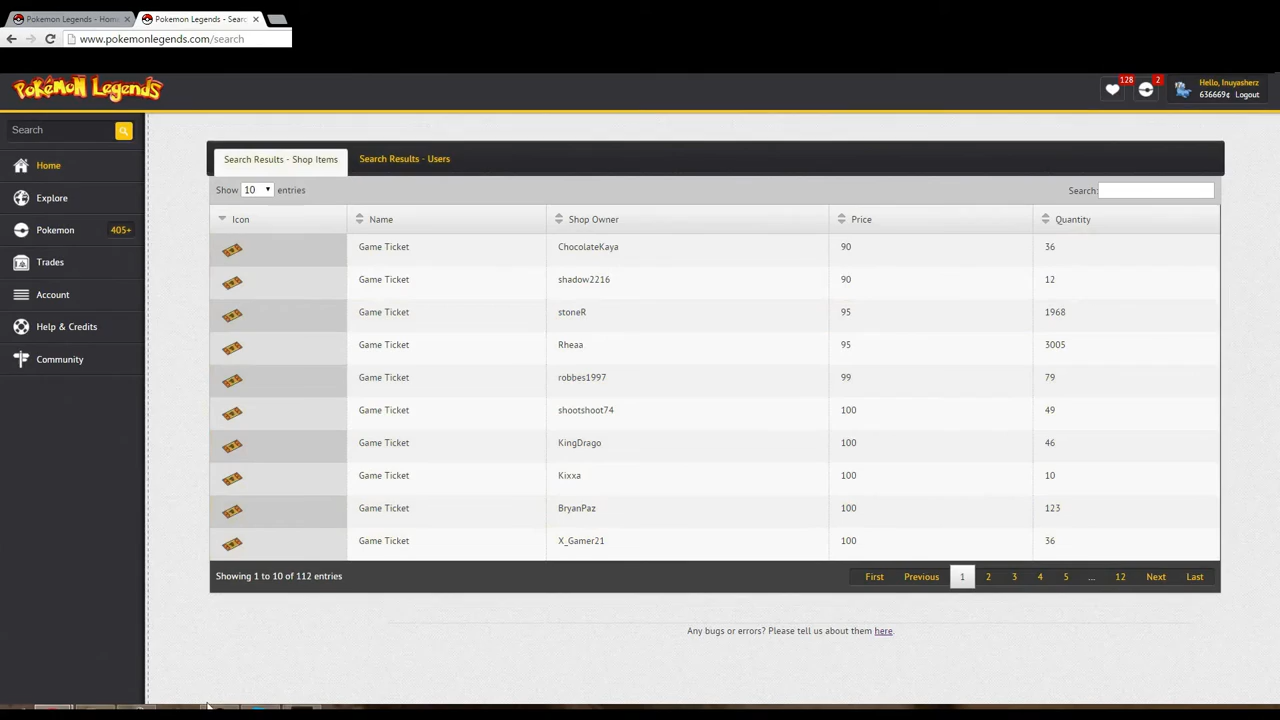 Pokemon Legends - Hom
Pokemon Legends - Searc
www.pokemonlegends.com/search
Pokémon Legends
128
2
Hello, Inuyasherz
636669¢ Logout
Search
Home
Explore
Pokemon 405+
Trades
Account
Help & Credits
Community
Search Results - Shop Items Search Results - Users
Show 10 entries Search:
Icon Name Shop Owner Price Quantity
Game Ticket ChocolateKaya 90 36
Game Ticket shadow2216 90 12
Game Ticket stoneR 95 1968
Game Ticket Rheaa 95 3005
Game Ticket robbes1997 99 79
Game Ticket shootshoot74 100 49
Game Ticket KingDrago 100 46
Game Ticket Kixxa 100 10
Game Ticket BryanPaz 100 123
Game Ticket X_Gamer21 100 36
Showing 1 to 10 of 112 entries First Previous 1 2 3 4 5 ... 12 Next Last
Any bugs or errors? Please tell us about them here.